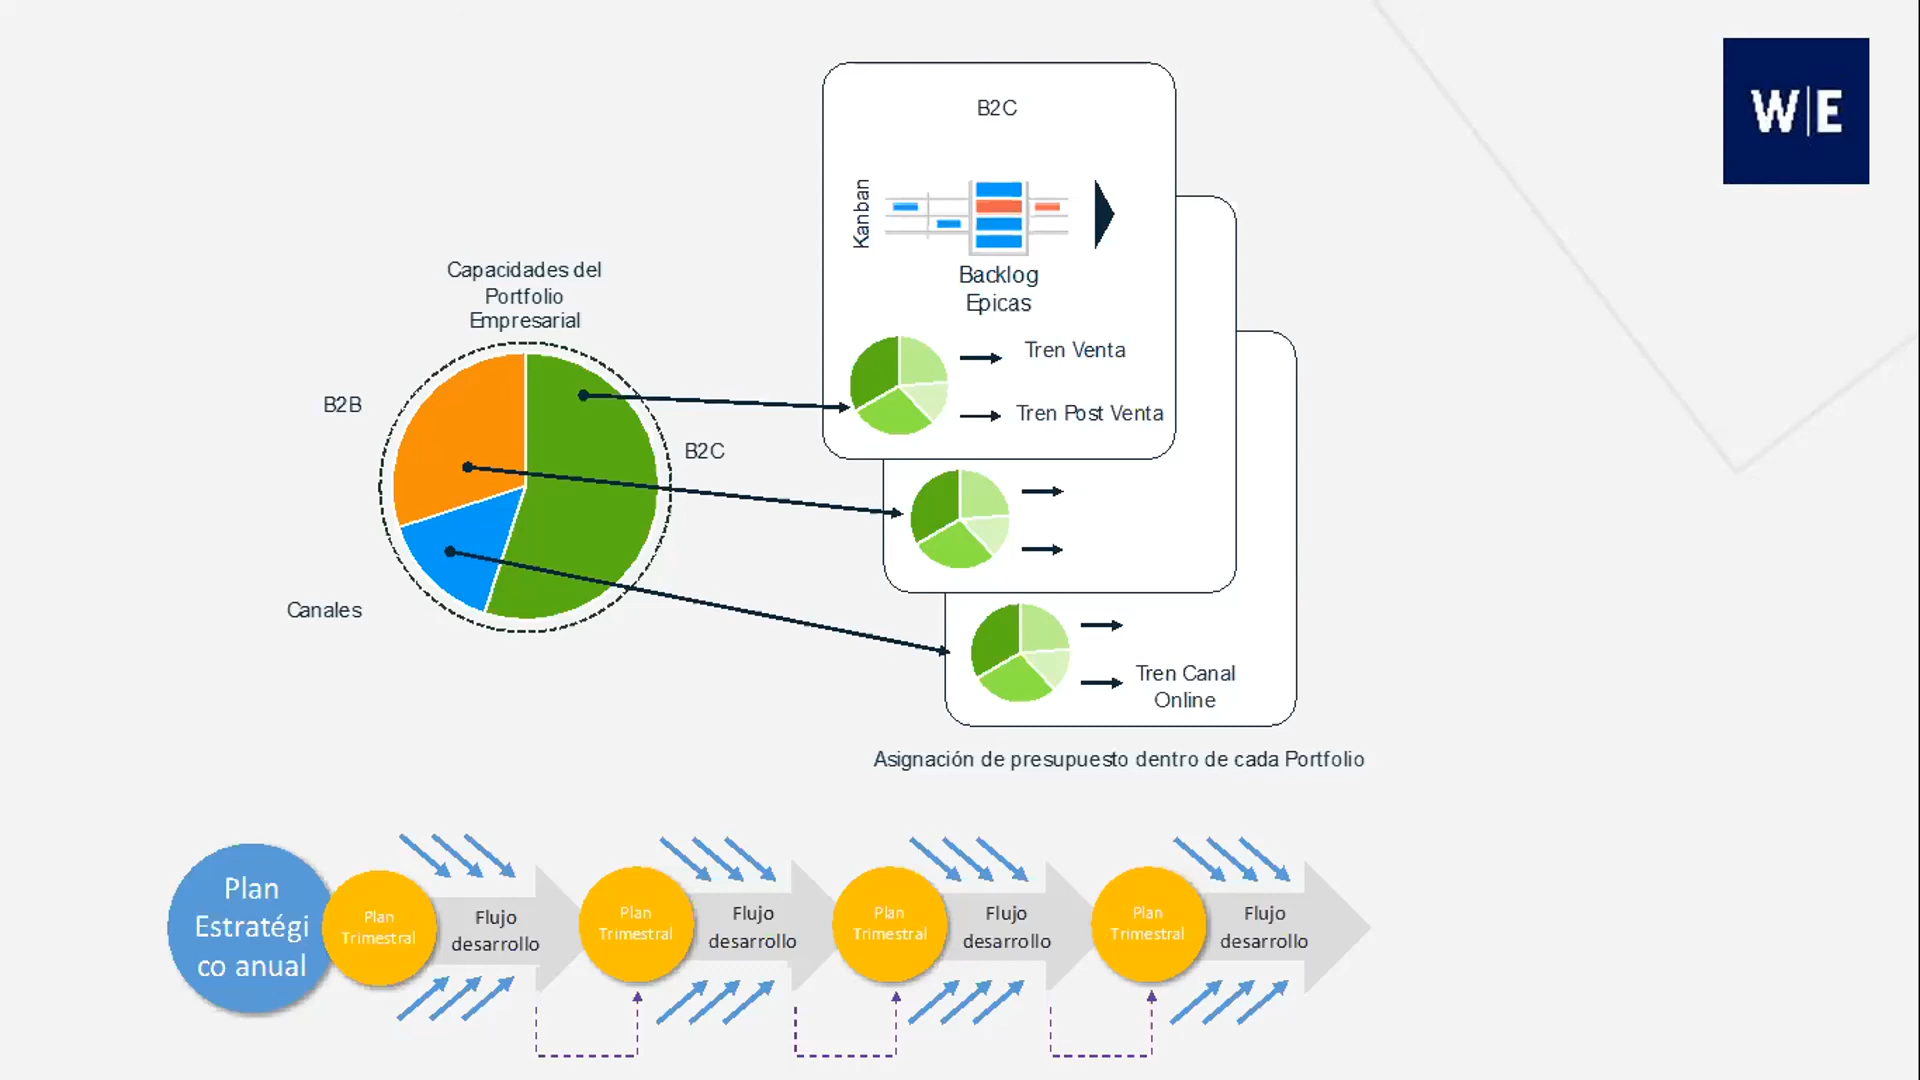 W|E
B2C
Kanban
Backlog
Epicas
Capacidades del
Portfolio
Empresarial
Tren Venta
B2B
Tren Post Venta
B2C
Canales
Tren Canal
Online
Asignación de presupuesto dentro de cada Portfolio
Plan
Estratégi
co anual
Plan
Trimestral
Flujo
desarrollo
Plan
Trimestral
Flujo
desarrollo
Plan
Trimestral
Flujo
desarrollo
Plan
Trimestral
Flujo
desarrollo